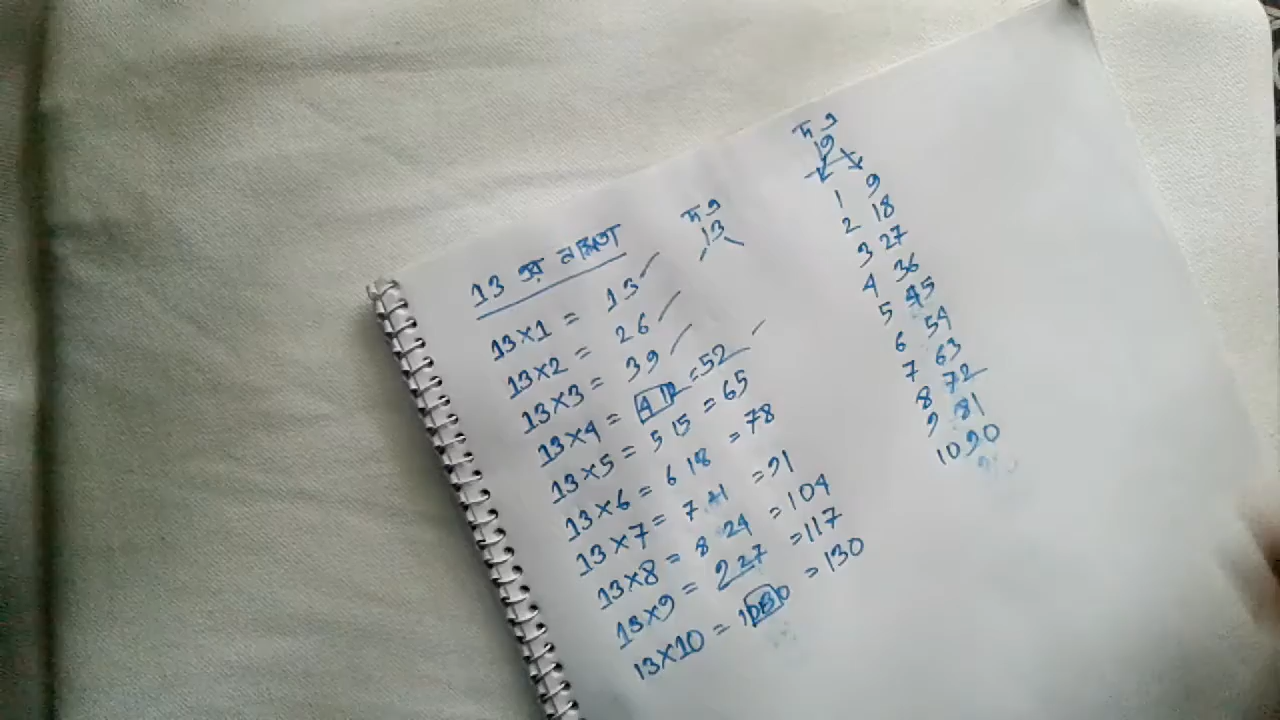 13 এর নামতা
13×1 = 13
13×2 = 26
13×3 = 39
13×4 = 4 12 =52
13×5 = 5 15 =65
13×6 = 6 18 =78
13×7 = 7 21 =91
13×8 = 8 24 =104
13×9 = 9 27 =117
13×10 = 10 30 =130
13
19
1 9
2 18
3 27
4 36
5 45
6 54
7 63
8 72
9 81
10 90